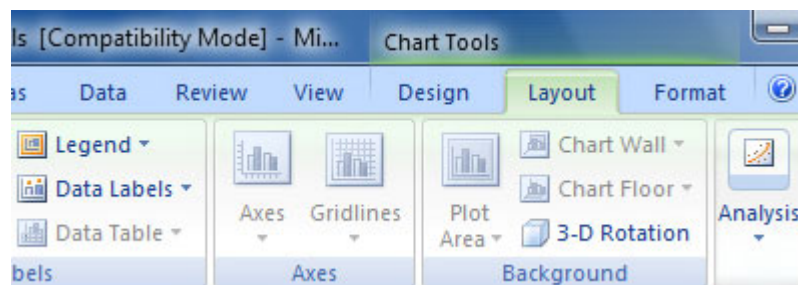 ls [Compatibility Mode] - Mi... Chart Tools
as Data Review View Design Layout Format
Legend
Data Labels
Data Table
Axes Gridlines
Plot Area
Chart Wall
Chart Floor
3-D Rotation
Analysis
bels Axes Background